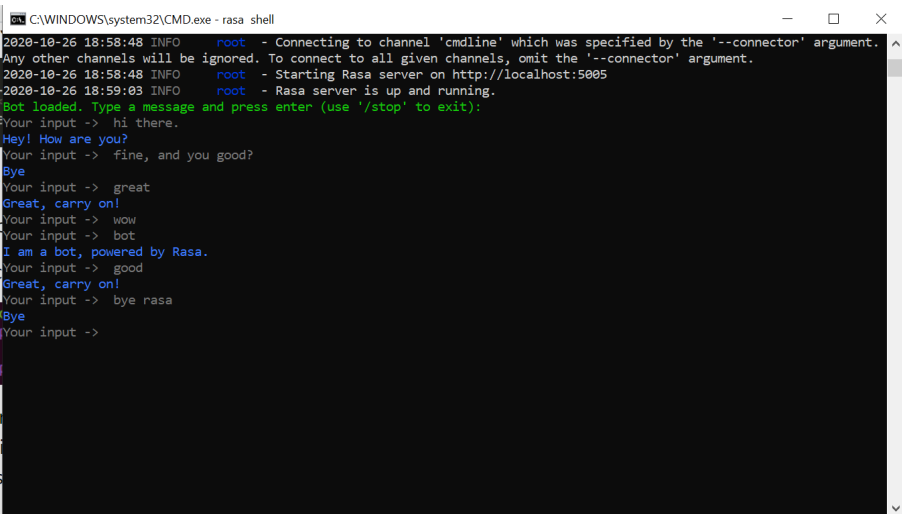 C:\WINDOWS\system32\CMD.exe - rasa shell
2020-10-26 18:58:48 INFO root - Connecting to channel 'cmdline' which was specified by the '--connector' argument.
Any other channels will be ignored. To connect to all given channels, omit the '--connector' argument.
2020-10-26 18:58:48 INFO root - Starting Rasa server on http://localhost:5005
2020-10-26 18:59:03 INFO root - Rasa server is up and running.
Bot loaded. Type a message and press enter (use '/stop' to exit):
Your input -> hi there.
Hey! How are you?
Your input -> fine, and you good?
Bye
Your input -> great
Great, carry on!
Your input -> wow
Your input -> bot
I am a bot, powered by Rasa.
Your input -> good
Great, carry on!
Your input -> bye rasa
Bye
Your input ->